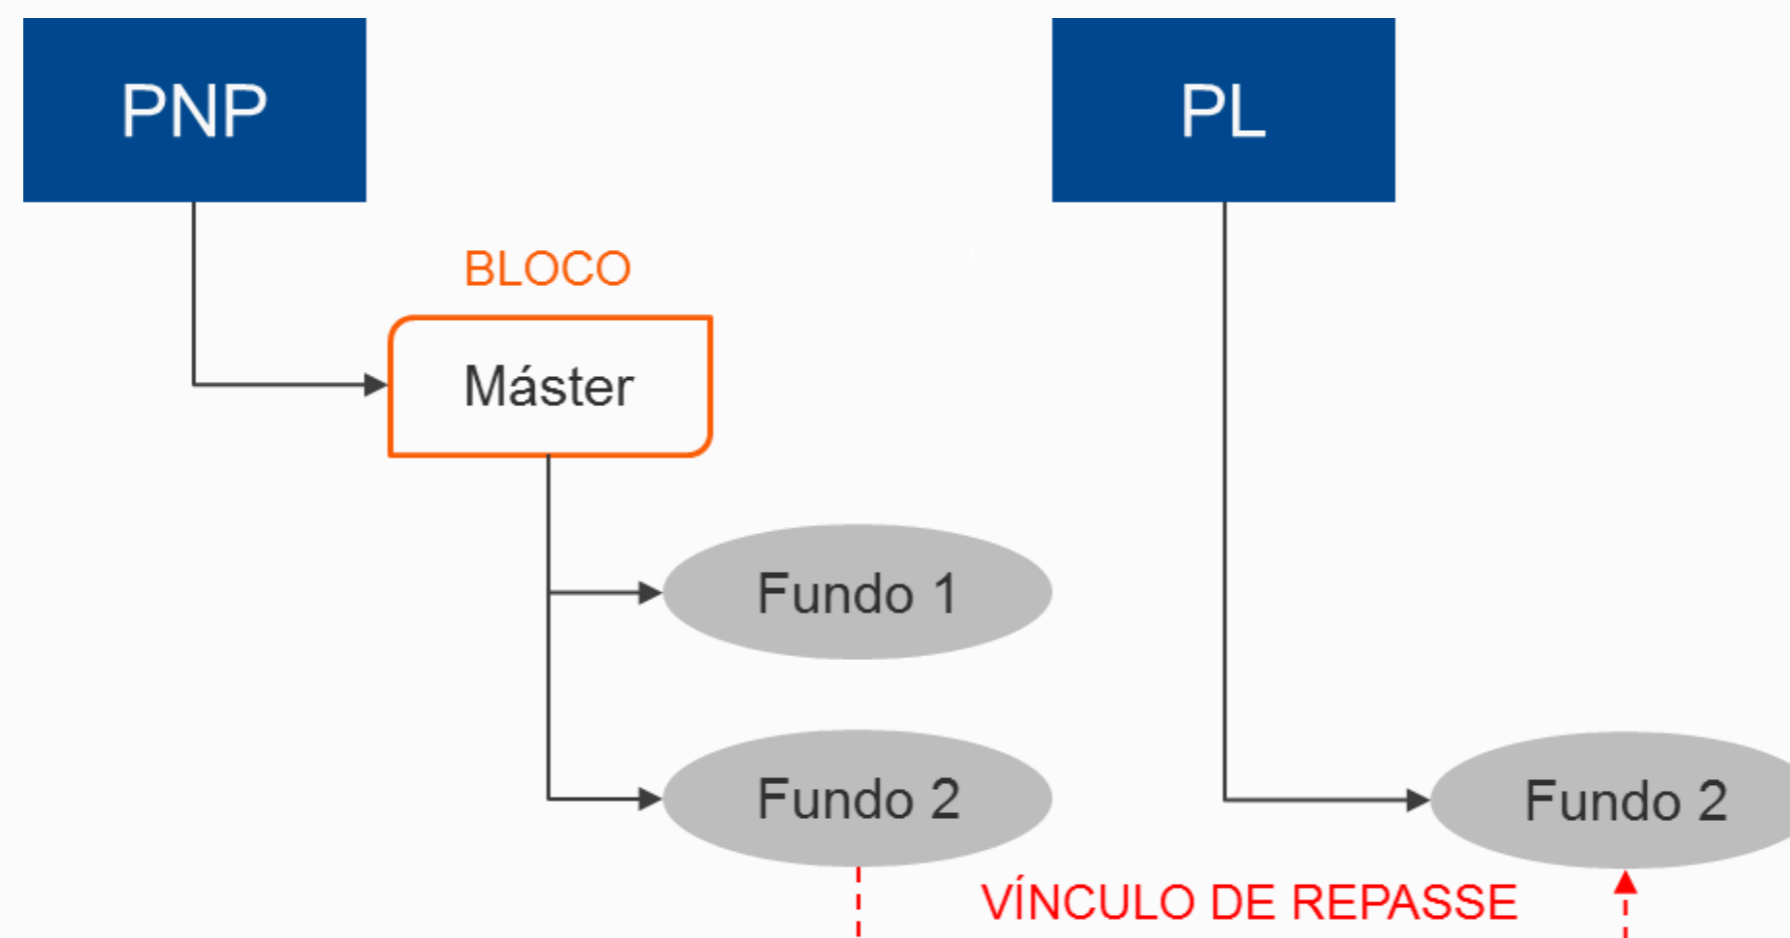 PNP
PL
BLOCO
Máster
Fundo 1
Fundo 2
Fundo 2
VÍNCULO DE REPASSE